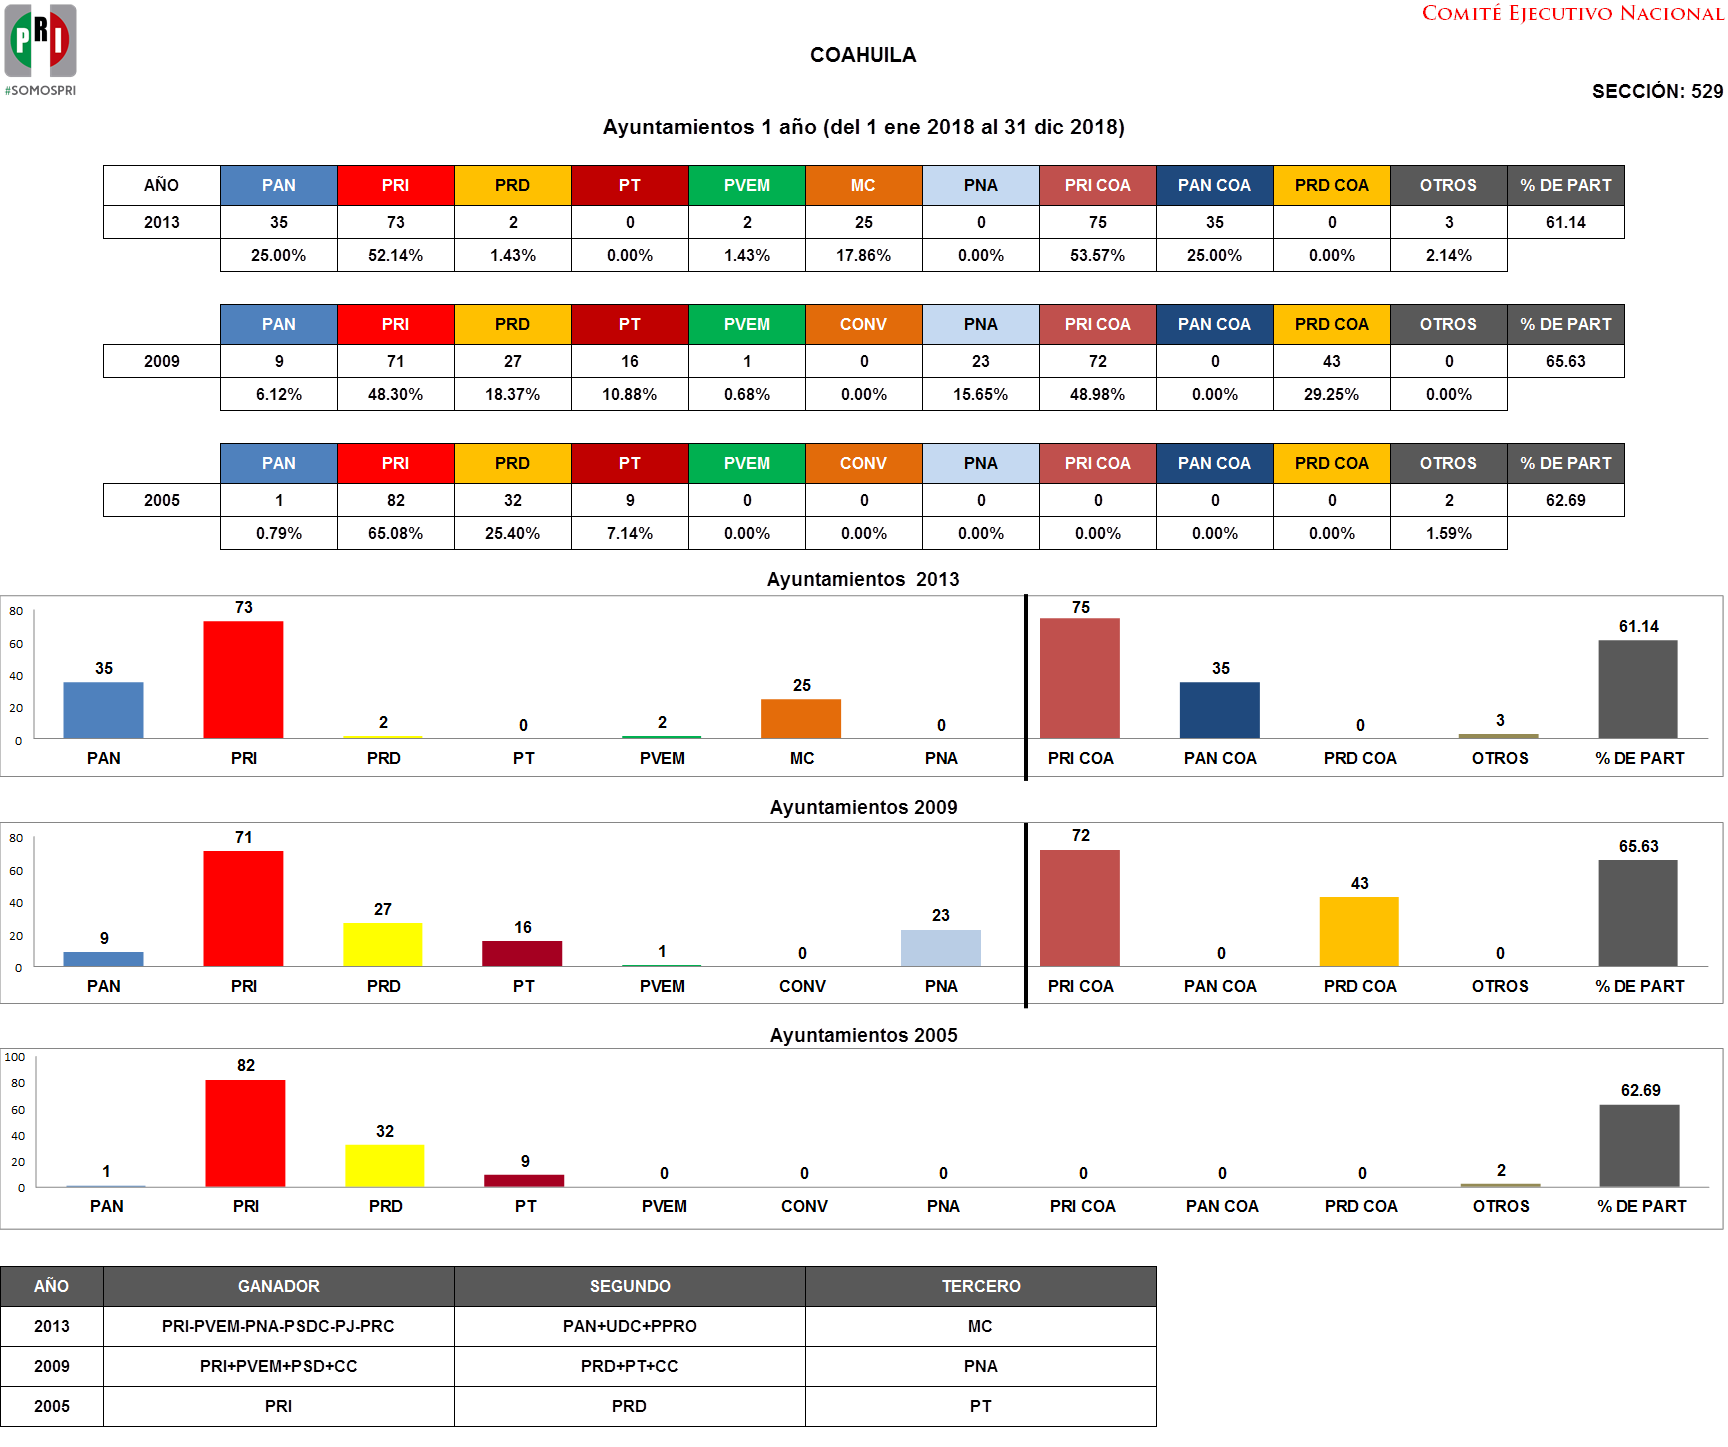 PRI
#SOMOSPRI
COMITÉ EJECUTIVO NACIONAL
COAHUILA
SECCIÓN: 529
Ayuntamientos 1 año (del 1 ene 2018 al 31 dic 2018)
AÑO PAN PRI PRD PT PVEM MC PNA PRI COA PAN COA PRD COA OTROS % DE PART
2013 35 73 2 0 2 25 0 75 35 0 3 61.14
25.00% 52.14% 1.43% 0.00% 1.43% 17.86% 0.00% 53.57% 25.00% 0.00% 2.14%
PAN PRI PRD PT PVEM CONV PNA PRI COA PAN COA PRD COA OTROS % DE PART
2009 9 71 27 16 1 0 23 72 0 43 0 65.63
6.12% 48.30% 18.37% 10.88% 0.68% 0.00% 15.65% 48.98% 0.00% 29.25% 0.00%
PAN PRI PRD PT PVEM CONV PNA PRI COA PAN COA PRD COA OTROS % DE PART
2005 1 82 32 9 0 0 0 0 0 0 2 62.69
0.79% 65.08% 25.40% 7.14% 0.00% 0.00% 0.00% 0.00% 0.00% 0.00% 1.59%
Ayuntamientos 2013
80
60
40
20
0
35 73 2 0 2 25 0 75 35 0 3 61.14
PAN PRI PRD PT PVEM MC PNA PRI COA PAN COA PRD COA OTROS % DE PART
Ayuntamientos 2009
80
60
40
20
0
9 71 27 16 1 0 23 72 0 43 0 65.63
PAN PRI PRD PT PVEM CONV PNA PRI COA PAN COA PRD COA OTROS % DE PART
Ayuntamientos 2005
100
80
60
40
20
0
1 82 32 9 0 0 0 0 0 0 2 62.69
PAN PRI PRD PT PVEM CONV PNA PRI COA PAN COA PRD COA OTROS % DE PART
AÑO GANADOR SEGUNDO TERCERO
2013 PRI-PVEM-PNA-PSDC-PJ-PRC PAN+UDC+PPRO MC
2009 PRI+PVEM+PSD+CC PRD+PT+CC PNA
2005 PRI PRD PT